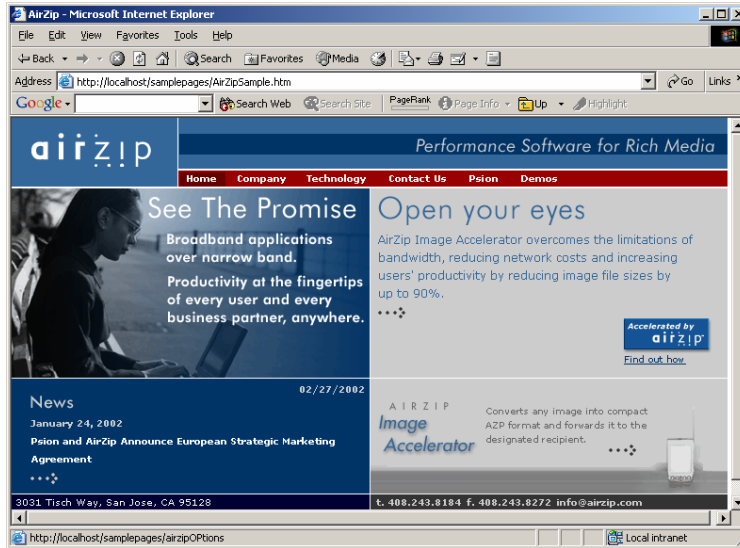 AirZip - Microsoft Internet Explorer
File Edit View Favorites Tools Help
Back Search Favorites Media
Address http://localhost/samplepages/AirZipSample.htm Go Links
Google Search Web Search Site PageRank Page Info Up Highlight
airzip
Performance Software for Rich Media
Home Company Technology Contact Us Psion Demos
See The Promise
Broadband applications
over narrow band.
Productivity at the fingertips
of every user and every
business partner, anywhere.
Open your eyes
AirZip Image Accelerator overcomes the limitations of
bandwidth, reducing network costs and increasing
users' productivity by reducing image file sizes by
up to 90%.
Accelerated by
airzip
Find out how
02/27/2002
News
January 24, 2002
Psion and AirZip Announce European Strategic Marketing
Agreement
AIRZIP
Image
Accelerator
Converts any image into compact
AZP format and forwards it to the
designated recipient.
3031 Tisch Way, San Jose, CA 95128
t. 408.243.8184 f. 408.243.8272 info@airzip.com
http://localhost/samplepages/airzipOPtions
Local intranet